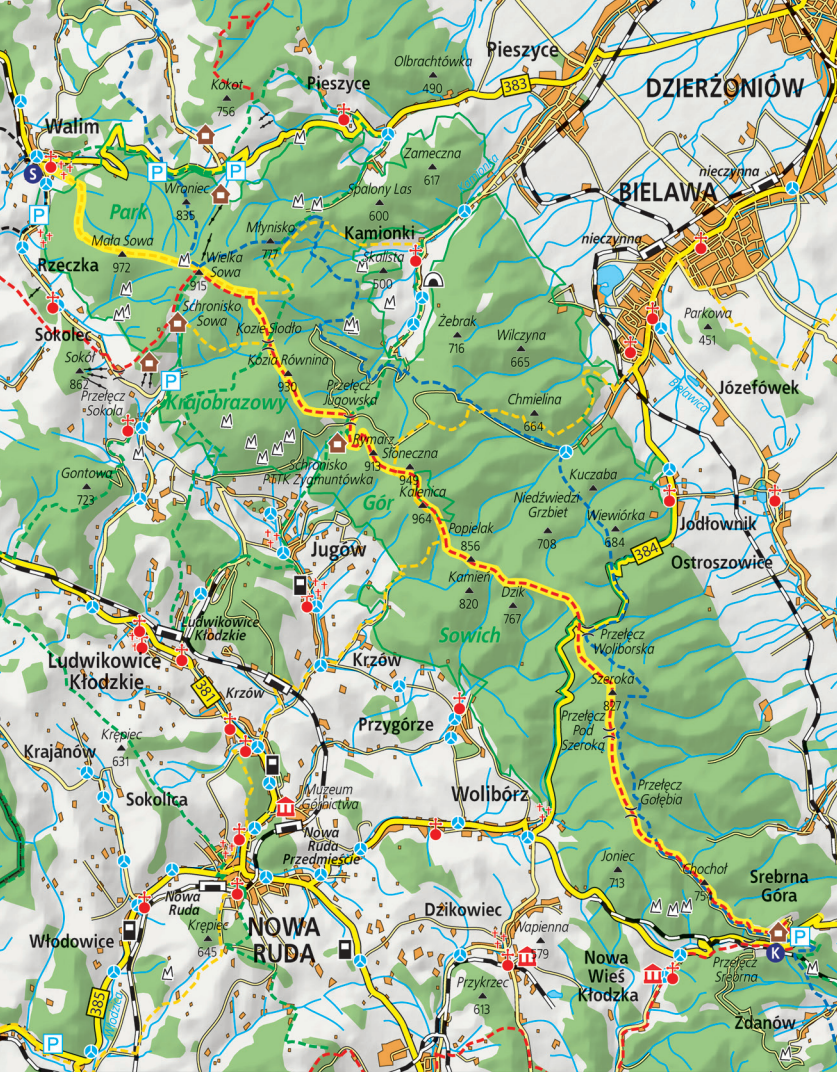 Olbrachtówka
490
Pieszyce
383
DZIERŻONIÓW
Kokot
756
Pieszyce
Walim
P
P
S
Zameczna
617
nieczynna
BIELAWA
Wroniec
835
Spalony Las
600
P
Park
Młynisko
777
Kamionki
nieczynna
Mała Sowa
972
Wielka
Sowa
915
Skalista
500
Rzeczka
Schronisko
Sowa
Kozie Siodło
Żebrak
716
Wilczyna
665
Parkowa
451
Sokolec
Sokół
862
Kozia Równina
930
P
Przełęcz
Sokola
Krajobrazowy
Przełęcz
Jugowska
Józefówek
Bielawica
Chmielina
664
Rymarz
913
Słoneczna
949
Schronisko
PTTK Zygmuntówka
Gontowa
723
Gór
Kalenica
964
Kuczaba
Niedźwiedzi
Grzbiet
708
Wiewiórka
684
Jodłownik
Popielak
856
Jugów
384
Ostroszowice
Kamień
820
Dzik
767
Ludwikowice
Kłodzkie
Sowich
Przełęcz
Woliborska
Ludwikowice
Kłodzkie
Krzów
381
Krzów
Szeroka
827
Przygórze
Przełęcz
Pod
Szeroką
Krępiec
631
Krajanów
Sokolica
Muzeum
Górnictwa
Wolibórz
Przełęcz
Gołębia
Nowa
Ruda
Przedmieście
Joniec
713
Chochoł
754
Srebrna
Góra
Nowa
Ruda
Dzikowiec
NOWA
RUDA
Krępiec
645
Włodowice
Wapienna
579
P
K
Nowa
Wieś
Kłodzka
Przełęcz
Srebrna
Przykrzec
613
385
Zdanów
P